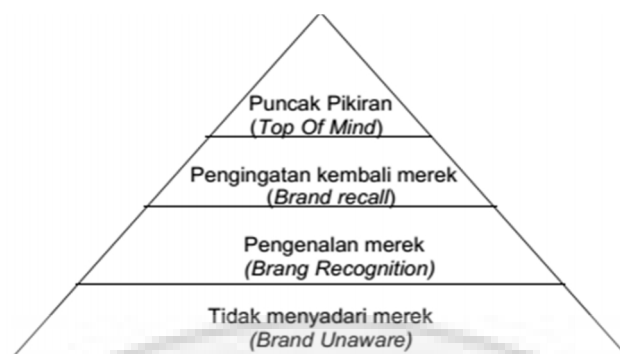 Puncak Pikiran
(Top Of Mind)
Pengingatan kembali merek
(Brand recall)
Pengenalan merek
(Brang Recognition)
Tidak menyadari merek
(Brand Unaware)